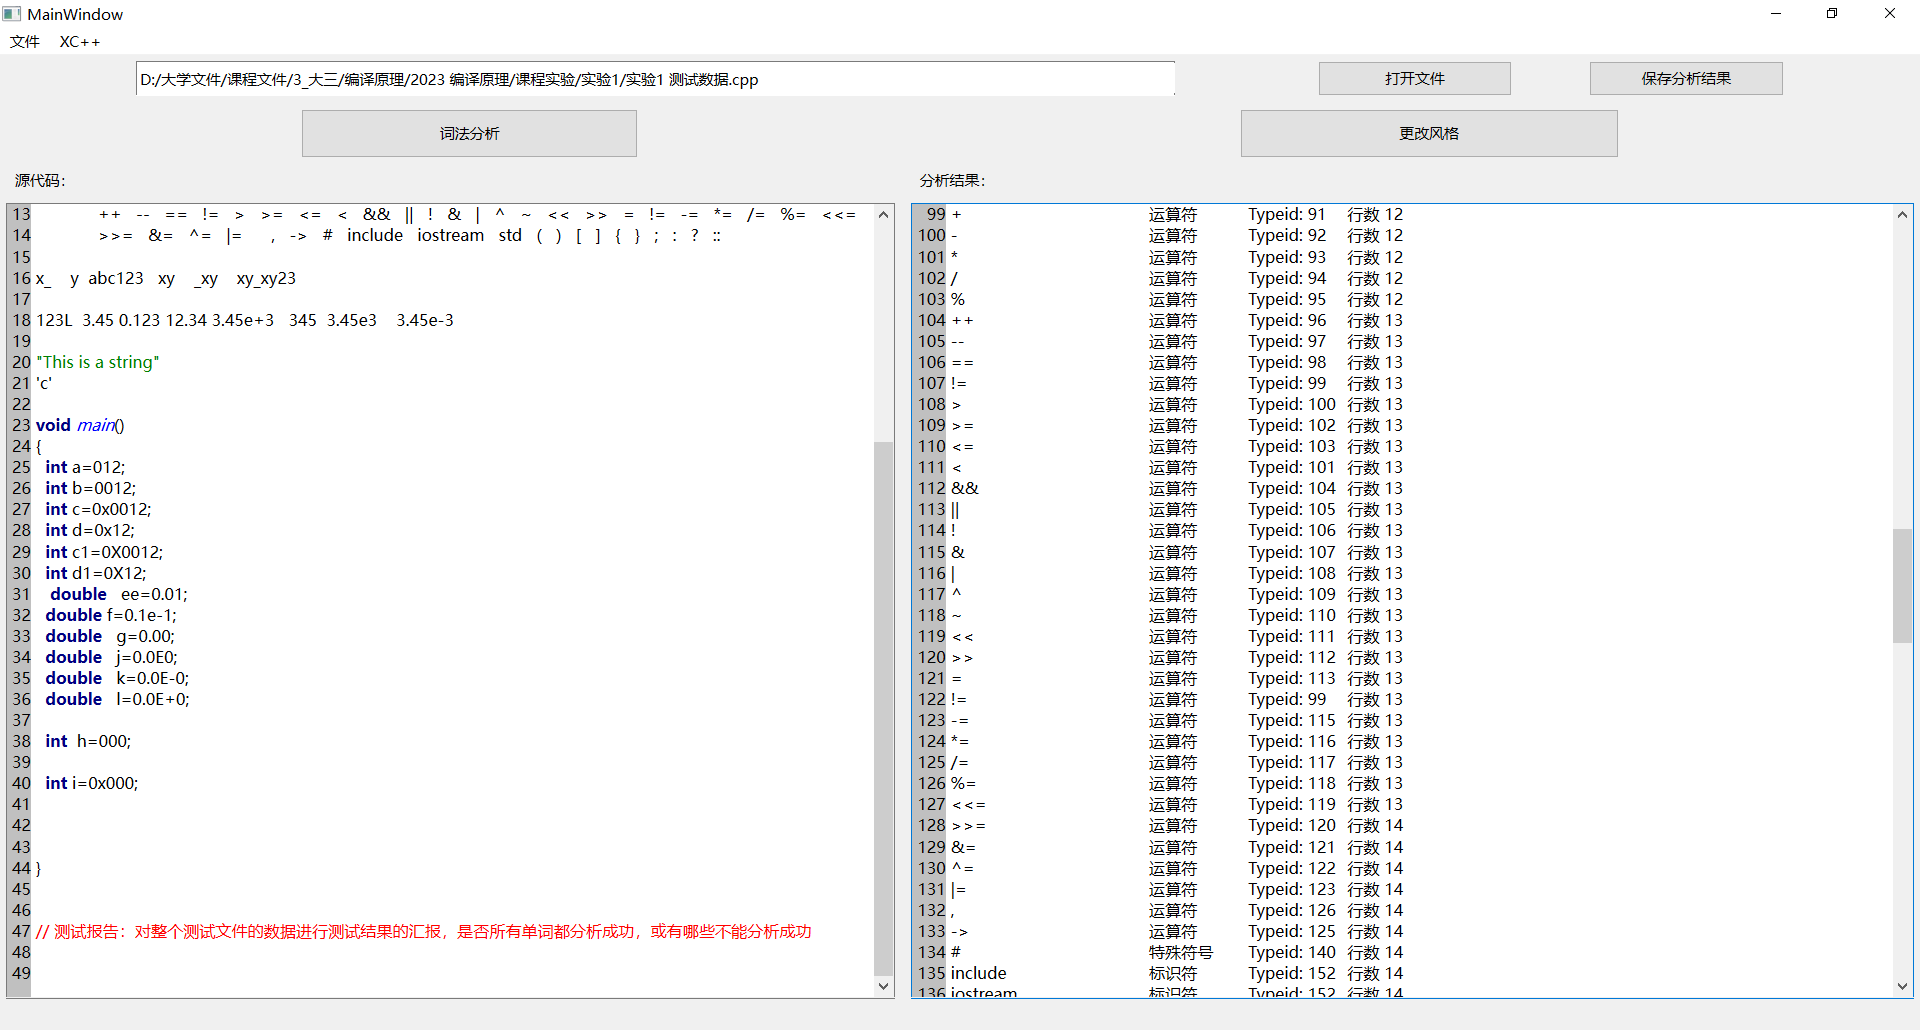 MainWindow
文件 XC++
D:/大学文件/课程文件/3_大三/编译原理/2023 编译原理/课程实验/实验1/实验1 测试数据.cpp
打开文件
保存分析结果
词法分析
更改风格
源代码：
13 ++ -- == != > >= <= < && || ! & | ^ ~ << >> = != -= *= /= %= <<=
14 >>= &= ^= |= , -> # include iostream std ( ) [ ] { } ; : ? ::
15
16 x_ y abc123 xy _xy xy_xy23
17
18 123L 3.45 0.123 12.34 3.45e+3 345 3.45e3 3.45e-3
19
20 "This is a string"
21 'c'
22
23 void main()
24 {
25 int a=012;
26 int b=0012;
27 int c=0x0012;
28 int d=0x12;
29 int c1=0X0012;
30 int d1=0X12;
31 double ee=0.01;
32 double f=0.1e-1;
33 double g=0.00;
34 double j=0.0E0;
35 double k=0.0E-0;
36 double l=0.0E+0;
37
38 int h=000;
39
40 int i=0x000;
41
42
43
44 }
45
46
47 // 测试报告：对整个测试文件的数据进行测试结果的汇报，是否所有单词都分析成功，或有哪些不能分析成功
48
49
分析结果：
99 + 运算符 Typeid: 91 行数 12
100 - 运算符 Typeid: 92 行数 12
101 * 运算符 Typeid: 93 行数 12
102 / 运算符 Typeid: 94 行数 12
103 % 运算符 Typeid: 95 行数 12
104 ++ 运算符 Typeid: 96 行数 13
105 -- 运算符 Typeid: 97 行数 13
106 == 运算符 Typeid: 98 行数 13
107 != 运算符 Typeid: 99 行数 13
108 > 运算符 Typeid: 100 行数 13
109 >= 运算符 Typeid: 102 行数 13
110 <= 运算符 Typeid: 103 行数 13
111 < 运算符 Typeid: 101 行数 13
112 && 运算符 Typeid: 104 行数 13
113 || 运算符 Typeid: 105 行数 13
114 ! 运算符 Typeid: 106 行数 13
115 & 运算符 Typeid: 107 行数 13
116 | 运算符 Typeid: 108 行数 13
117 ^ 运算符 Typeid: 109 行数 13
118 ~ 运算符 Typeid: 110 行数 13
119 << 运算符 Typeid: 111 行数 13
120 >> 运算符 Typeid: 112 行数 13
121 = 运算符 Typeid: 113 行数 13
122 != 运算符 Typeid: 99 行数 13
123 -= 运算符 Typeid: 115 行数 13
124 *= 运算符 Typeid: 116 行数 13
125 /= 运算符 Typeid: 117 行数 13
126 %= 运算符 Typeid: 118 行数 13
127 <<= 运算符 Typeid: 119 行数 13
128 >>= 运算符 Typeid: 120 行数 14
129 &= 运算符 Typeid: 121 行数 14
130 ^= 运算符 Typeid: 122 行数 14
131 |= 运算符 Typeid: 123 行数 14
132 , 运算符 Typeid: 126 行数 14
133 -> 运算符 Typeid: 125 行数 14
134 # 特殊符号 Typeid: 140 行数 14
135 include 标识符 Typeid: 152 行数 14
136 iostream 标识符 Typeid: 152 行数 14